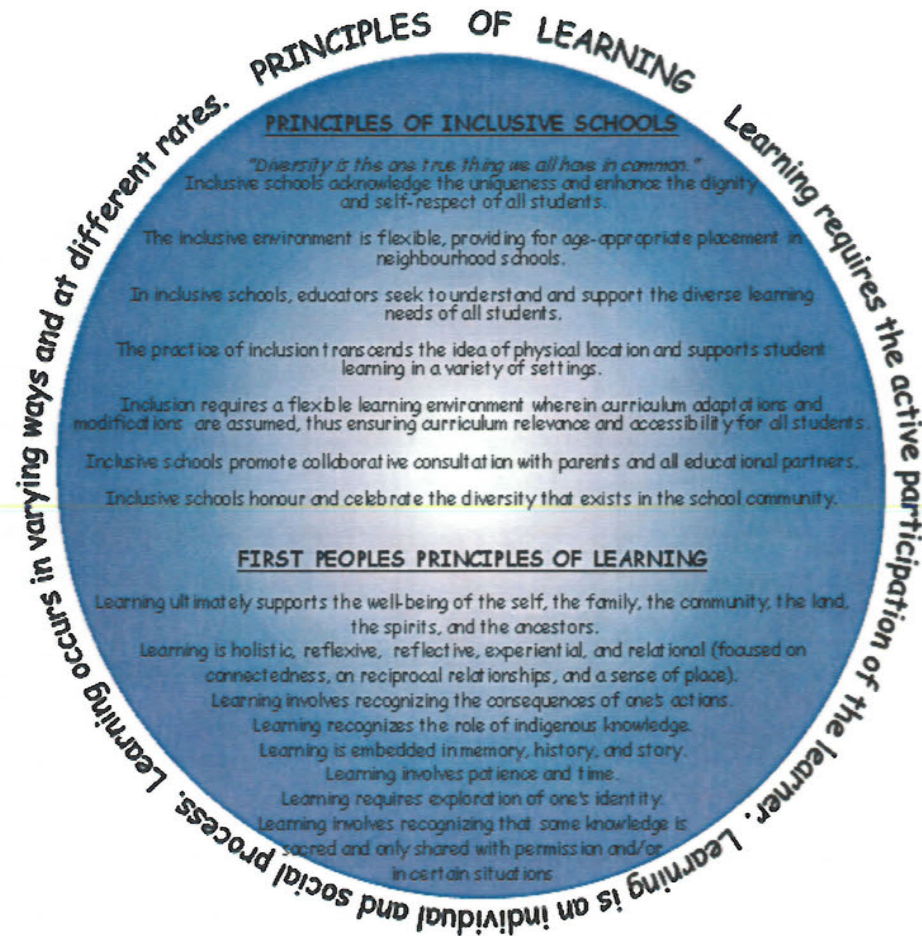 PRINCIPLES OF LEARNING Learning requires the active participation of the learner. Learning is an individual and social process. Learning occurs in varying ways and at different rates.
PRINCIPLES OF INCLUSIVE SCHOOLS
"Diversity is the one true thing we all have in common."
Inclusive schools acknowledge the uniqueness and enhance the dignity
and self-respect of all students.
The inclusive environment is flexible, providing for age-appropriate placement in
neighbourhood schools.
In inclusive schools, educators seek to understand and support the diverse learning
needs of all students.
The practice of inclusion transcends the idea of physical location and supports student
learning in a variety of settings.
Inclusion requires a flexible learning environment wherein curriculum adaptations and
modifications are assumed, thus ensuring curriculum relevance and accessibility for all students.
Inclusive schools promote collaborative consultation with parents and all educational partners.
Inclusive schools honour and celebrate the diversity that exists in the school community.
FIRST PEOPLES PRINCIPLES OF LEARNING
Learning ultimately supports the well-being of the self, the family, the community, the land,
the spirits, and the ancestors.
Learning is holistic, reflexive, reflective, experiential, and relational (focused on
connectedness, on reciprocal relationships, and a sense of place).
Learning involves recognizing the consequences of one's actions.
Learning recognizes the role of indigenous knowledge.
Learning is embedded in memory, history, and story.
Learning involves patience and time.
Learning requires exploration of one's identity.
Learning involves recognizing that some knowledge is
sacred and only shared with permission and/or
in certain situations